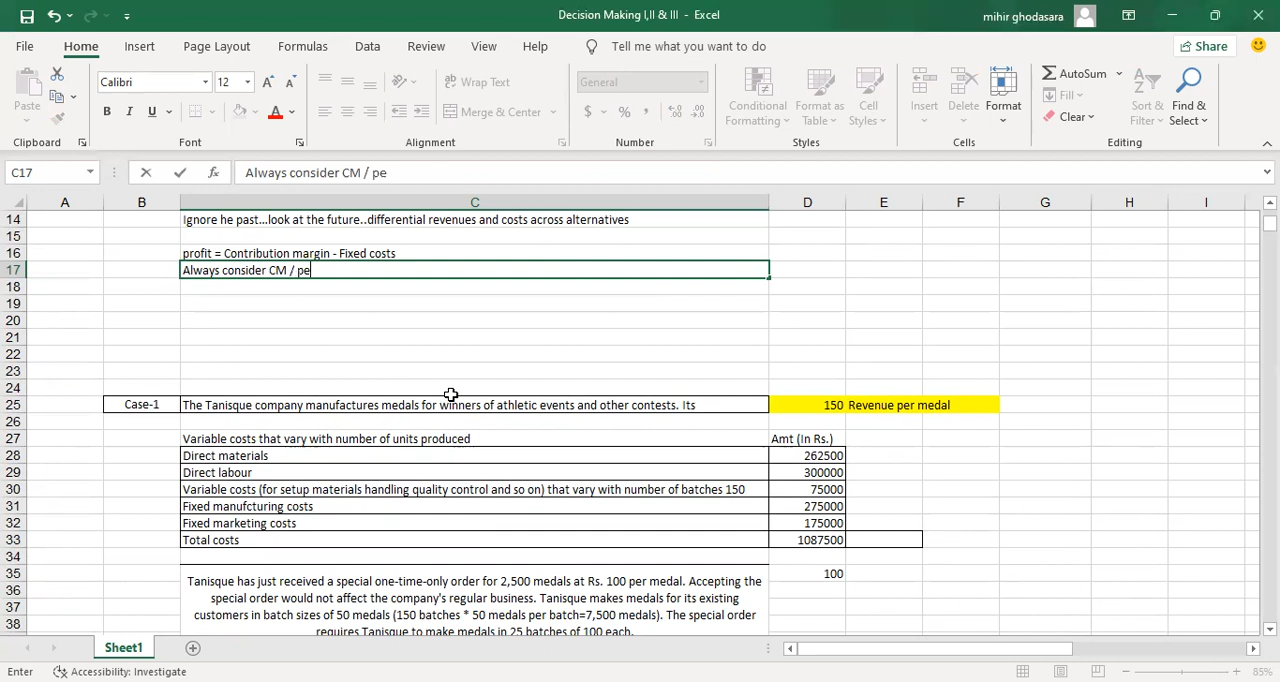 Decision Making I,II & III - Excel
mihir ghodasara
File Home Insert Page Layout Formulas Data Review View Help Tell me what you want to do Share
Paste
Calibri 12
B I U A
Wrap Text
Merge & Center
General
$ % ,
Conditional Formatting
Format as Table
Cell Styles
Insert Delete Format
AutoSum
Fill
Clear
Sort & Filter
Find & Select
Clipboard Font Alignment Number Styles Cells Editing
C17 fx Always consider CM / pe
A B C D E F G H I
14 Ignore he past...look at the future..differential revenues and costs across alternatives
15
16 profit = Contribution margin - Fixed costs
17 Always consider CM / pe
18
19
20
21
22
23
24
25 Case-1 The Tanisque company manufactures medals for winners of athletic events and other contests. Its 150 Revenue per medal
26
27 Variable costs that vary with number of units produced Amt (In Rs.)
28 Direct materials 262500
29 Direct labour 300000
30 Variable costs (for setup materials handling quality control and so on) that vary with number of batches 150 75000
31 Fixed manufcturing costs 275000
32 Fixed marketing costs 175000
33 Total costs 1087500
34
35 100
Tanisque has just received a special one-time-only order for 2,500 medals at Rs. 100 per medal. Accepting the
36 special order would not affect the company's regular business. Tanisque makes medals for its existing
37 customers in batch sizes of 50 medals (150 batches * 50 medals per batch=7,500 medals). The special order
38 requires Tanisque to make medals in 25 batches of 100 each.
Sheet1
Enter Accessibility: Investigate 85%